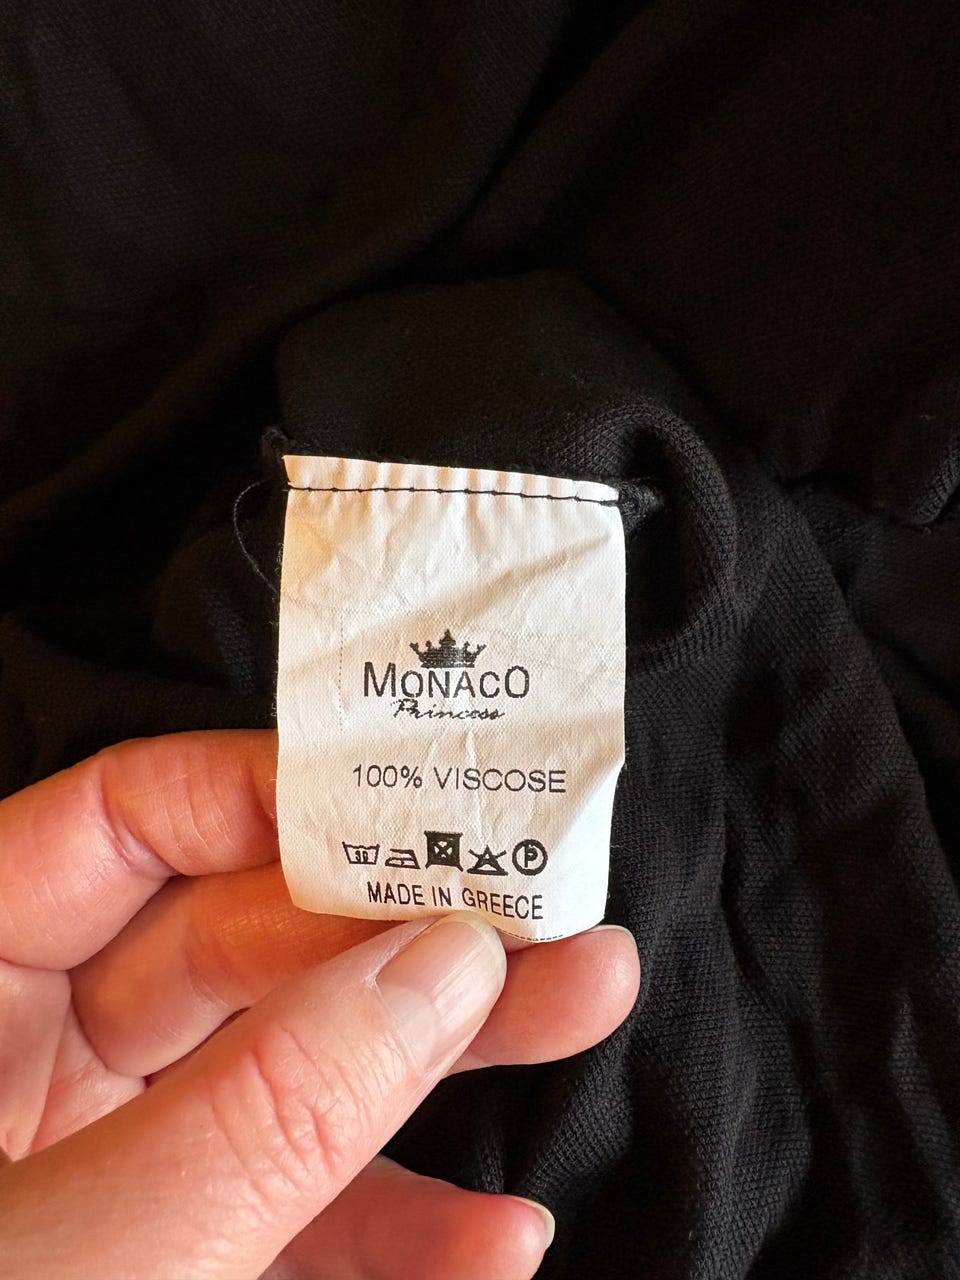 MONACO
Princess
100% VISCOSE
30 P
MADE IN GREECE